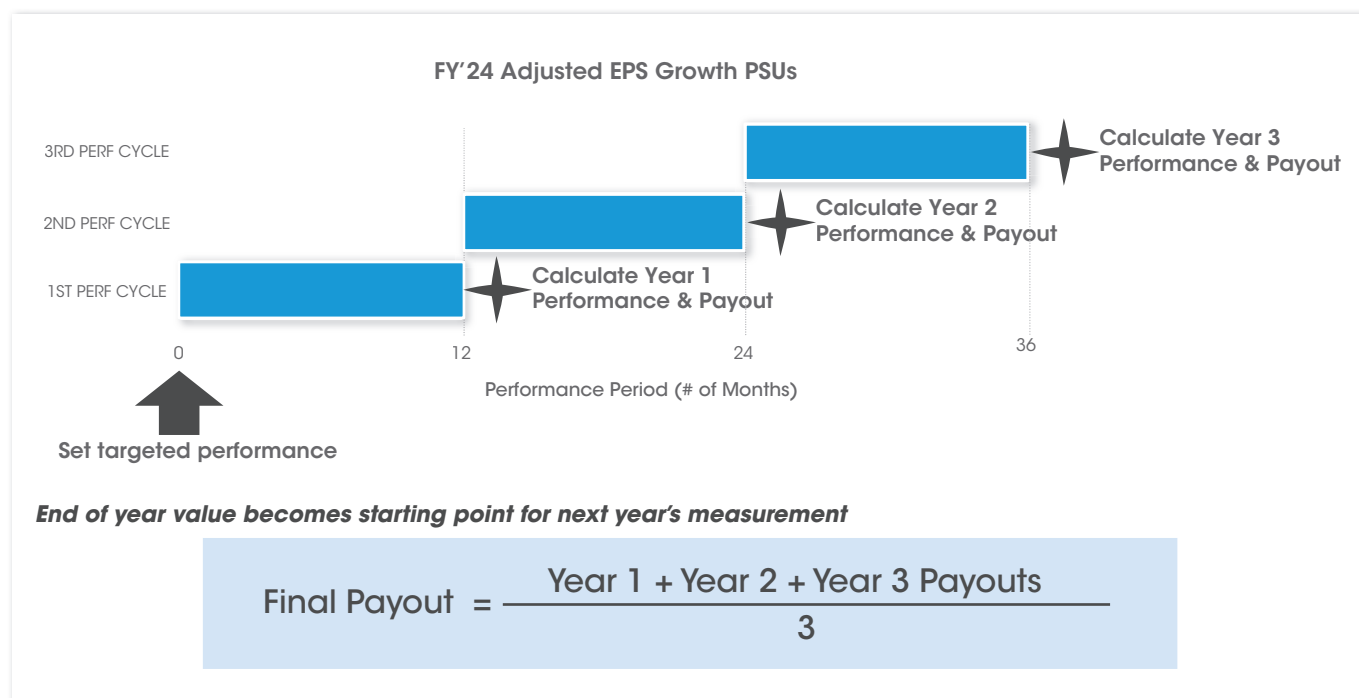 FY’24 Adjusted EPS Growth PSUs
3RD PERF CYCLE
Calculate Year 3
Performance & Payout
2ND PERF CYCLE
Calculate Year 2
Performance & Payout
1ST PERF CYCLE
Calculate Year 1
Performance & Payout
0
12
24
36
Performance Period (# of Months)
Set targeted performance
End of year value becomes starting point for next year’s measurement
Final Payout = Year 1 + Year 2 + Year 3 Payouts
3